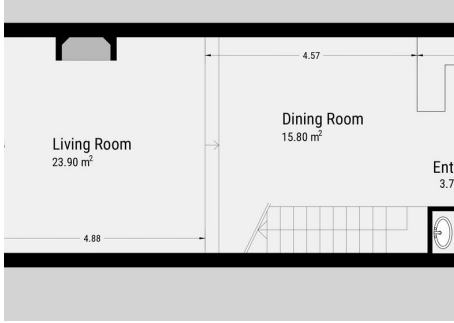 4.57
Dining Room
15.80 m²
Living Room
23.90 m²
Ent
3.7
4.88